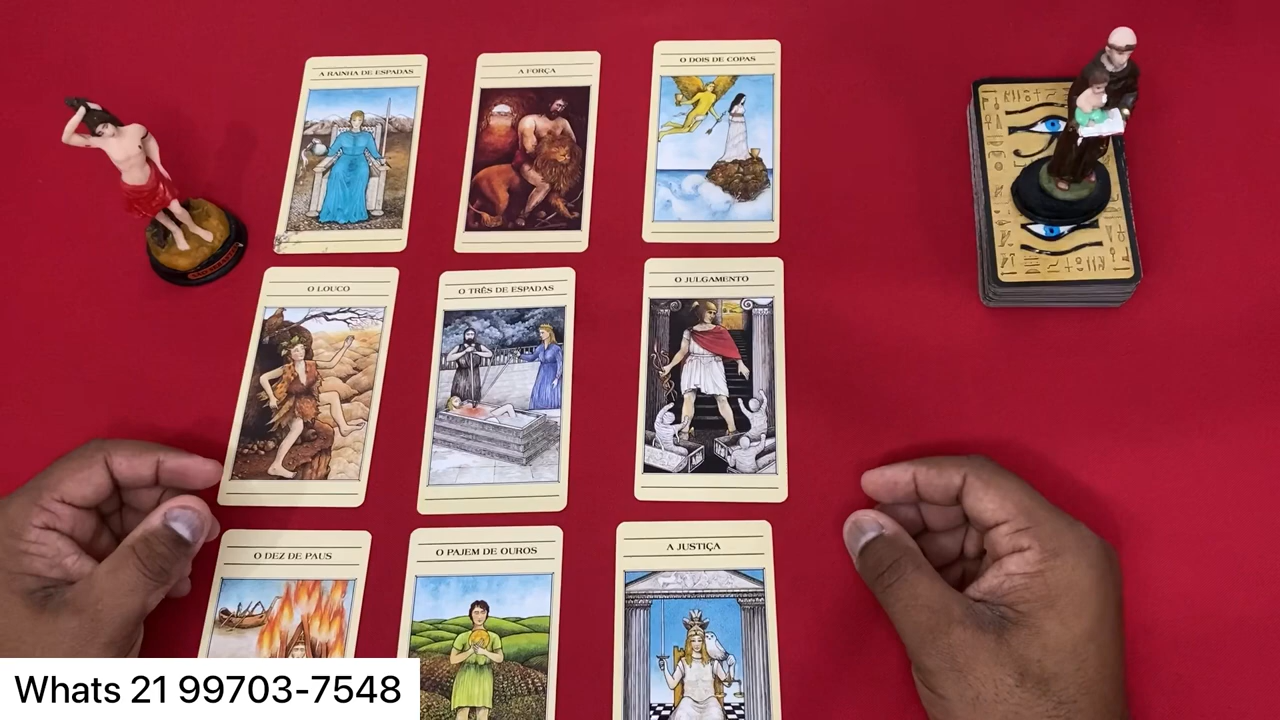 A RAINHA DE ESPADAS
A FORÇA
O DOIS DE COPAS
O LOUCO
O TRÊS DE ESPADAS
O JULGAMENTO
O DEZ DE PAUS
O PAJEM DE OUROS
A JUSTIÇA
Whats 21 99703-7548